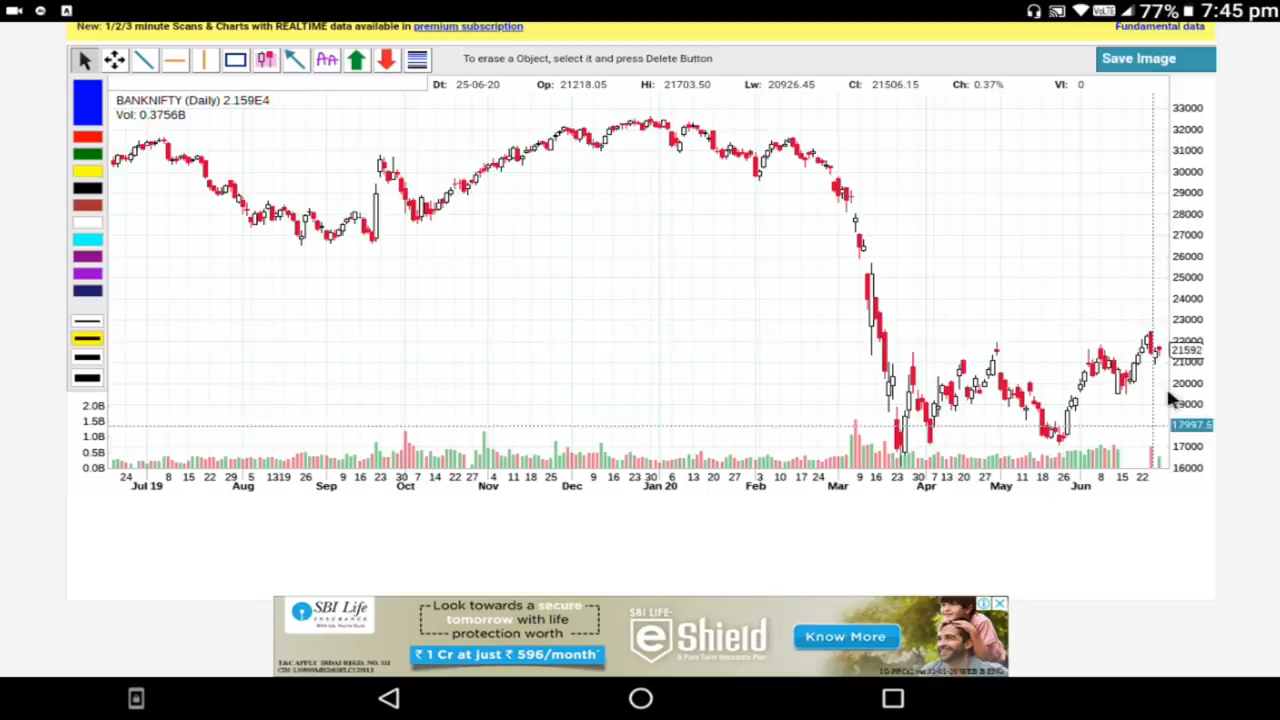 77% 7:45 pm
New: 1/2/3 minute Scans & Charts with REALTIME data available in premium subscription
Fundamental data
To erase a Object, select it and press Delete Button
Save Image
Dt: 25-06-20 Op: 21218.05 Hi: 21703.50 Lw: 20926.45 Cl: 21506.15 Ch: 0.37% Vl: 0
BANKNIFTY (Daily) 2.159E4
Vol: 0.3756B
33000
32000
31000
30000
29000
28000
27000
26000
25000
24000
23000
22000
21592
21000
20000
19000
17997.5
17000
16000
2.0B
1.5B
1.0B
0.5B
0.0B
24 8 15 22 29 5 13 19 26 9 16 23 30 7 14 22 29 4 11 18 25 9 16 23 30 6 13 20 27 10 17 24 9 16 23 30 7 13 20 27 11 18 26 8 15 22
Jul 19 Aug Sep Oct Nov Dec Jan 20 Feb Mar Apr May Jun
SBI Life
INSURANCE
Look towards a secure
tomorrow with life
protection worth
₹ 1 Cr at just ₹ 596/month
SBI LIFE-
eShield
A Pure Term Insurance Plan
Know More